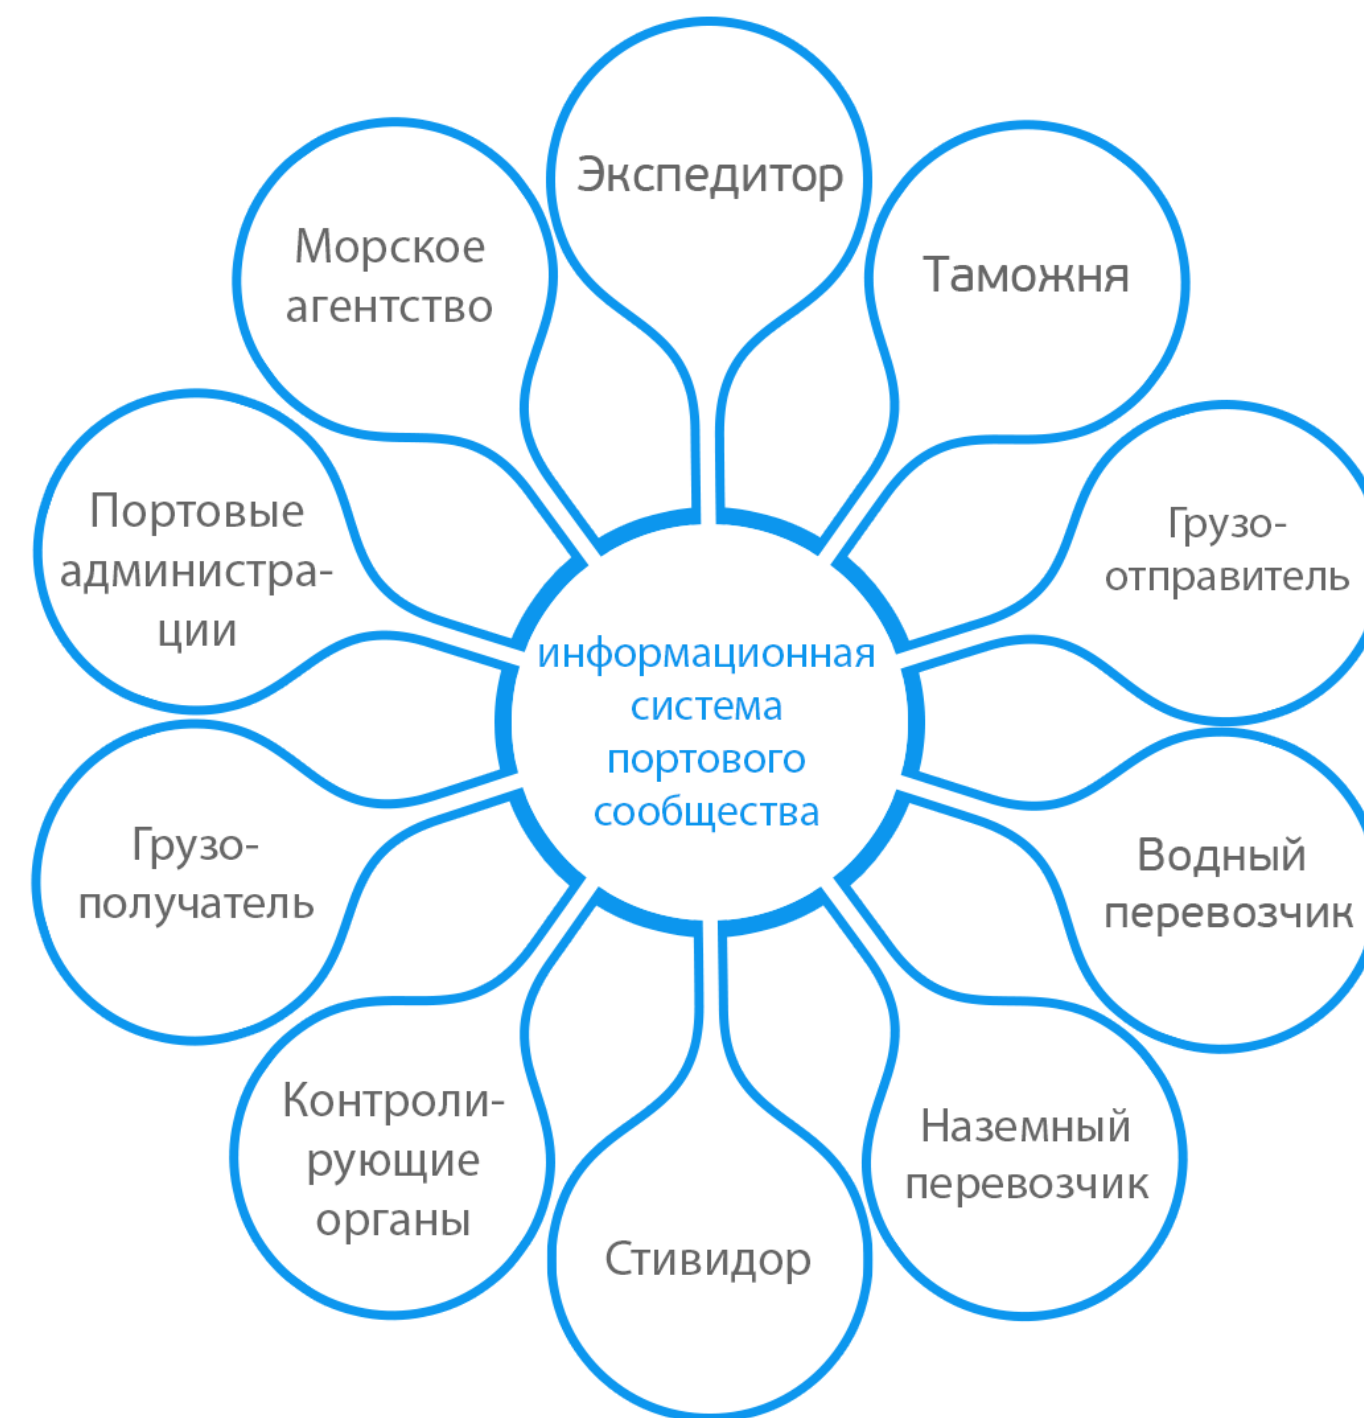 Экспедитор
Таможня
Грузо-
отправитель
Водный
перевозчик
Наземный
перевозчик
Стивидор
Контроли-
рующие
органы
Грузо-
получатель
Портовые
администра-
ции
Морское
агентство
информационная
система
портового
сообщества